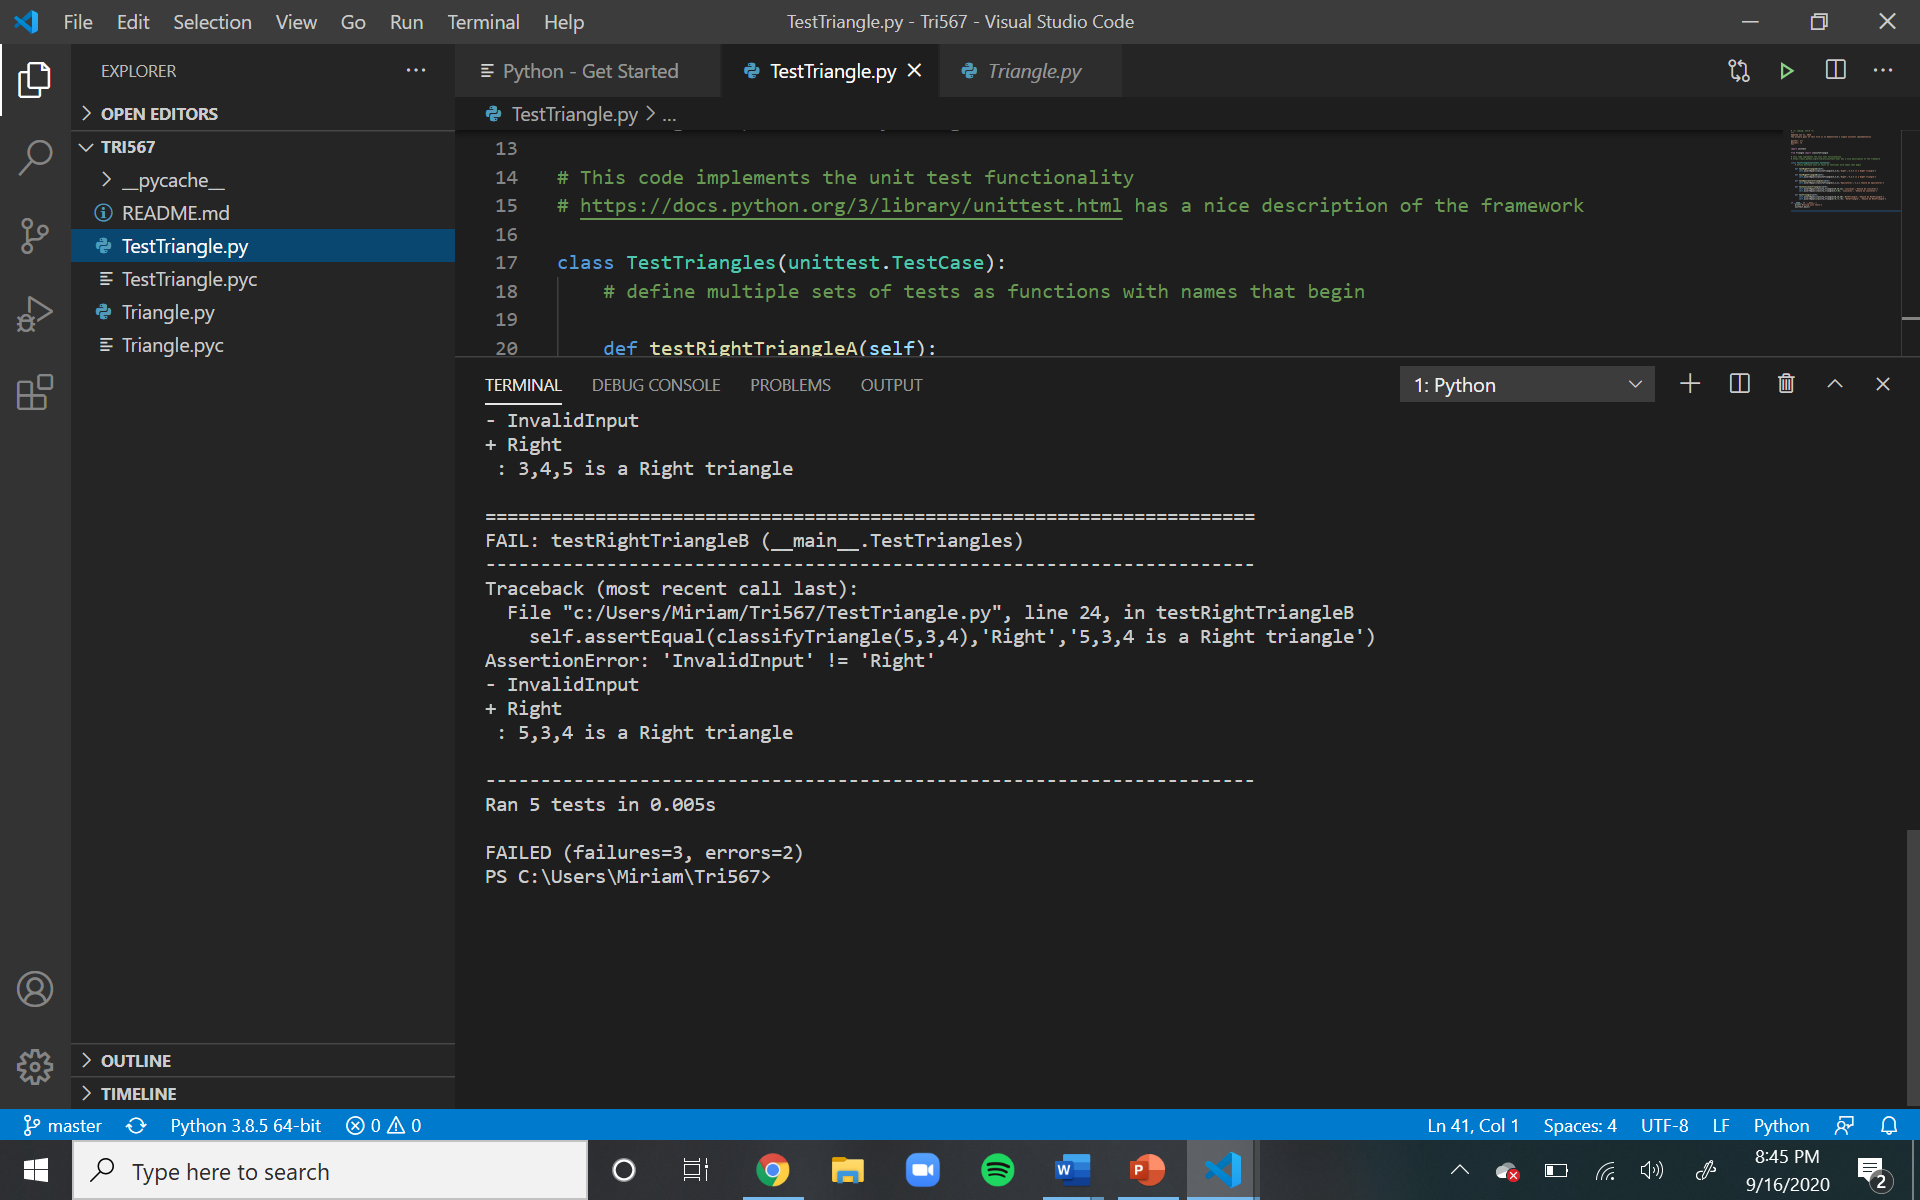 File Edit Selection View Go Run Terminal Help
TestTriangle.py - Tri567 - Visual Studio Code
EXPLORER
OPEN EDITORS
TRI567
__pycache__
README.md
TestTriangle.py
TestTriangle.pyc
Triangle.py
Triangle.pyc
OUTLINE
TIMELINE
Python - Get Started
TestTriangle.py
Triangle.py
TestTriangle.py > ...
13
14 # This code implements the unit test functionality
15 # https://docs.python.org/3/library/unittest.html has a nice description of the framework
16
17 class TestTriangles(unittest.TestCase):
18 # define multiple sets of tests as functions with names that begin
19
20 def testRightTriangleA(self):
TERMINAL DEBUG CONSOLE PROBLEMS OUTPUT
1: Python
- InvalidInput
+ Right
: 3,4,5 is a Right triangle
======================================================================
FAIL: testRightTriangleB (__main__.TestTriangles)
----------------------------------------------------------------------
Traceback (most recent call last):
File "c:/Users/Miriam/Tri567/TestTriangle.py", line 24, in testRightTriangleB
self.assertEqual(classifyTriangle(5,3,4),'Right','5,3,4 is a Right triangle')
AssertionError: 'InvalidInput' != 'Right'
- InvalidInput
+ Right
: 5,3,4 is a Right triangle
----------------------------------------------------------------------
Ran 5 tests in 0.005s
FAILED (failures=3, errors=2)
PS C:\Users\Miriam\Tri567>
master
Python 3.8.5 64-bit
0
0
Ln 41, Col 1
Spaces: 4
UTF-8
LF
Python
Type here to search
8:45 PM
9/16/2020
2